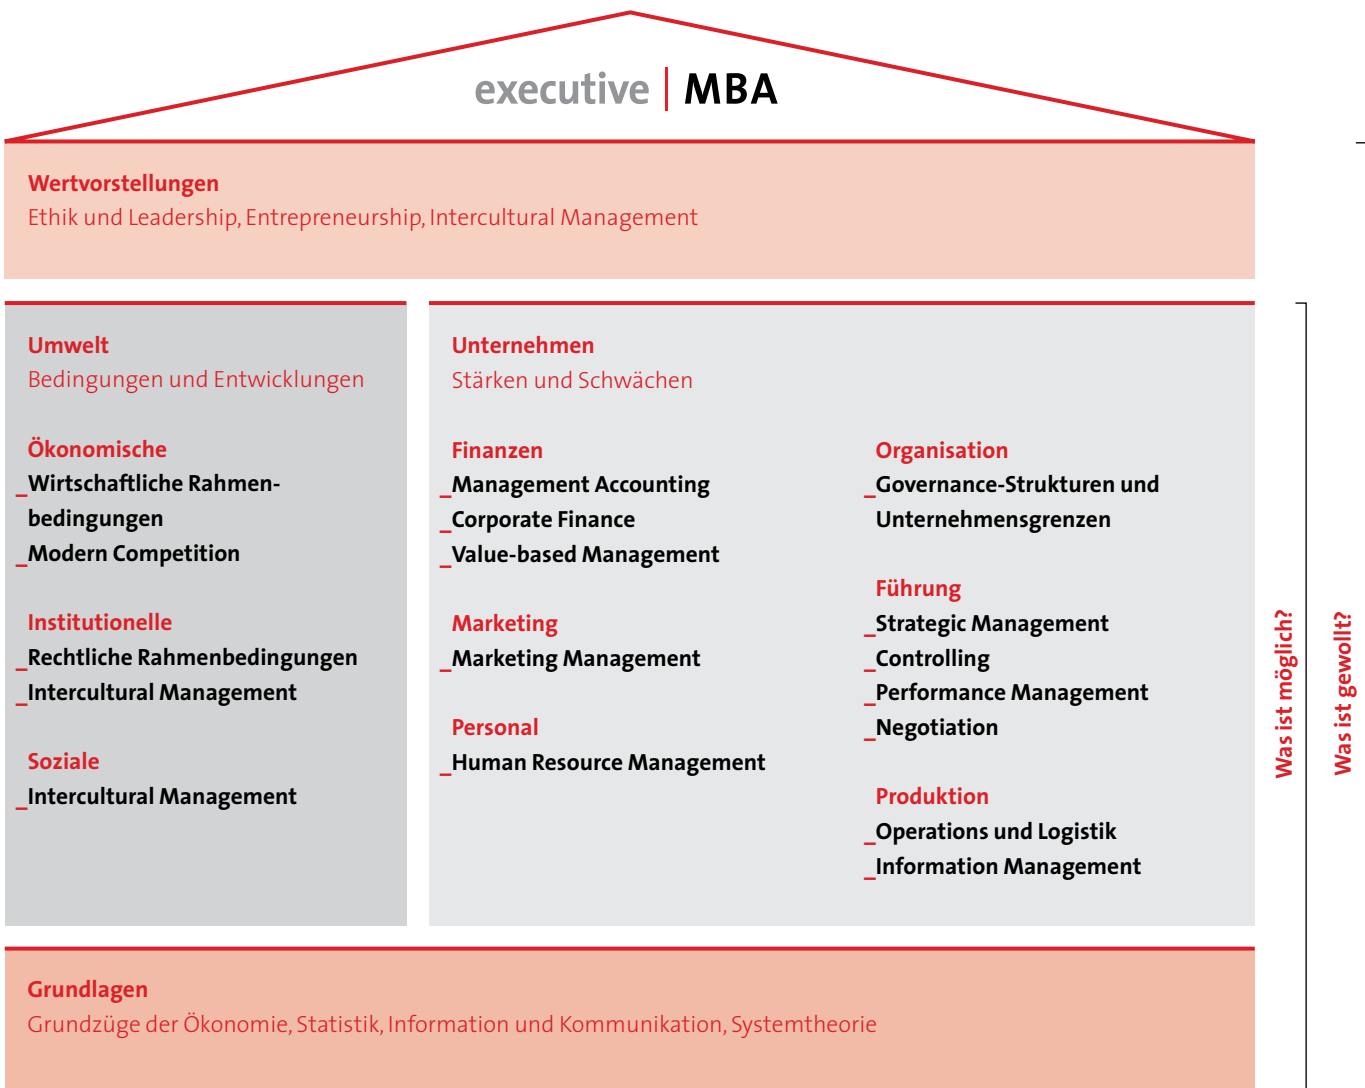 executive | MBA
Wertvorstellungen
Ethik und Leadership, Entrepreneurship, Intercultural Management
Umwelt
Bedingungen und Entwicklungen
Ökonomische
_Wirtschaftliche Rahmen-
bedingungen
_Modern Competition
Institutionelle
_Rechtliche Rahmenbedingungen
_Intercultural Management
Soziale
_Intercultural Management
Unternehmen
Stärken und Schwächen
Finanzen
_Management Accounting
_Corporate Finance
_Value-based Management
Marketing
_Marketing Management
Personal
_Human Resource Management
Organisation
_Governance-Strukturen und
Unternehmensgrenzen
Führung
_Strategic Management
_Controlling
_Performance Management
_Negotiation
Produktion
_Operations und Logistik
_Information Management
Was ist möglich?
Was ist gewollt?
Grundlagen
Grundzüge der Ökonomie, Statistik, Information und Kommunikation, Systemtheorie